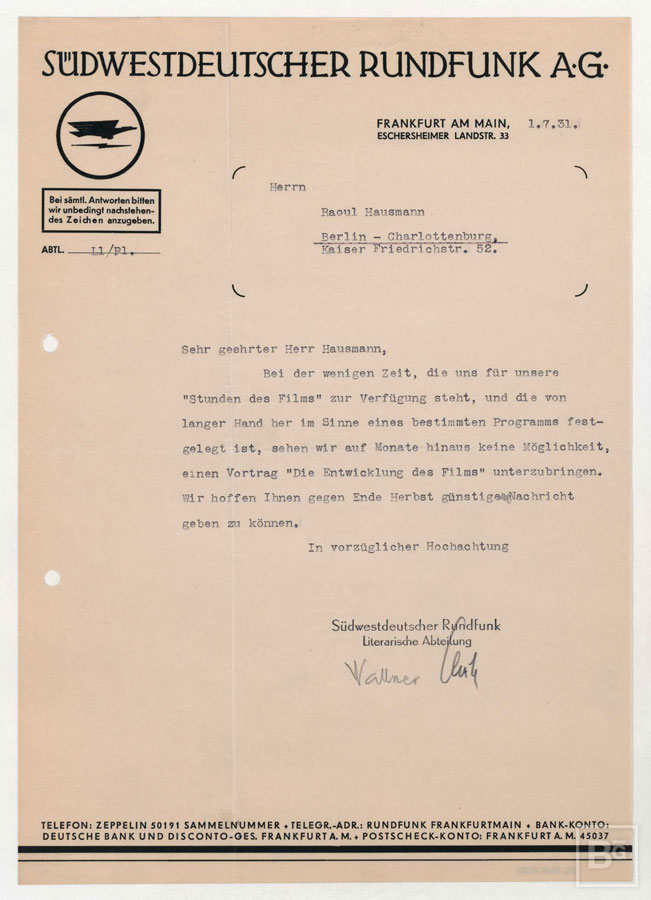 SÜDWESTDEUTSCHER RUNDFUNK A·G·
FRANKFURT AM MAIN, 1.7.31.
ESCHERSHEIMER LANDSTR. 33
Bei sämtl. Antworten bitten
wir unbedingt nachstehen-
des Zeichen anzugeben.
ABTL. Ll/Pl.
Herrn
Raoul Hausmann
Berlin - Charlottenburg,
Kaiser Friedrichstr. 52.
Sehr geehrter Herr Hausmann,
Bei der wenigen Zeit, die uns für unsere
"Stunden des Films" zur Verfügung steht, und die von
langer Hand her im Sinne eines bestimmten Programms fest-
gelegt ist, sehen wir auf Monate hinaus keine Möglichkeit,
einen Vortrag "Die Entwicklung des Films" unterzubringen.
Wir hoffen Ihnen gegen Ende Herbst günstige Nachricht
geben zu können.
In vorzüglicher Hochachtung
Südwestdeutscher Rundfunk
Literarische Abteilung
Wallner
TELEFON: ZEPPELIN 50191 SAMMELNUMMER + TELEGR.-ADR.: RUNDFUNK FRANKFURTMAIN + BANK-KONTO:
DEUTSCHE BANK UND DISCONTO-GES. FRANKFURT A. M. + POSTSCHECK-KONTO: FRANKFURT A. M. 45037
BG